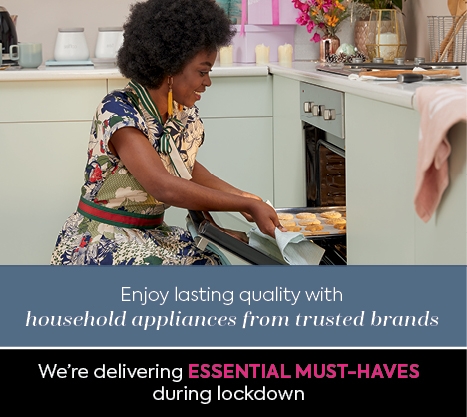 Enjoy lasting quality with
household appliances from trusted brands
We're delivering ESSENTIAL MUST-HAVES
during lockdown